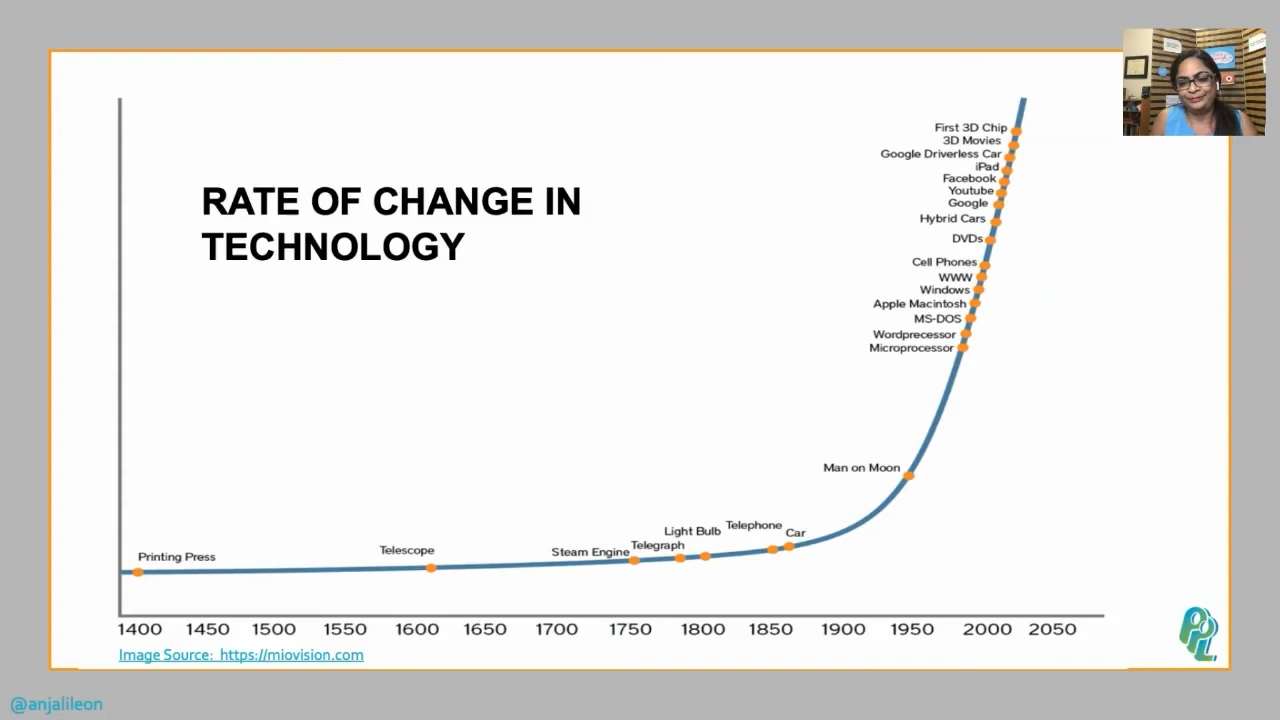 RATE OF CHANGE IN
TECHNOLOGY
First 3D Chip
3D Movies
Google Driverless Car
iPad
Facebook
Youtube
Google
Hybrid Cars
DVDs
Cell Phones
WWW
Windows
Apple Macintosh
MS-DOS
Wordprecessor
Microprocessor
Man on Moon
Light Bulb
Telephone
Car
Printing Press
Telescope
Steam Engine
Telegraph
1400 1450 1500 1550 1600 1650 1700 1750 1800 1850 1900 1950 2000 2050
Image Source: https://miovision.com
PPL
@anjalileon